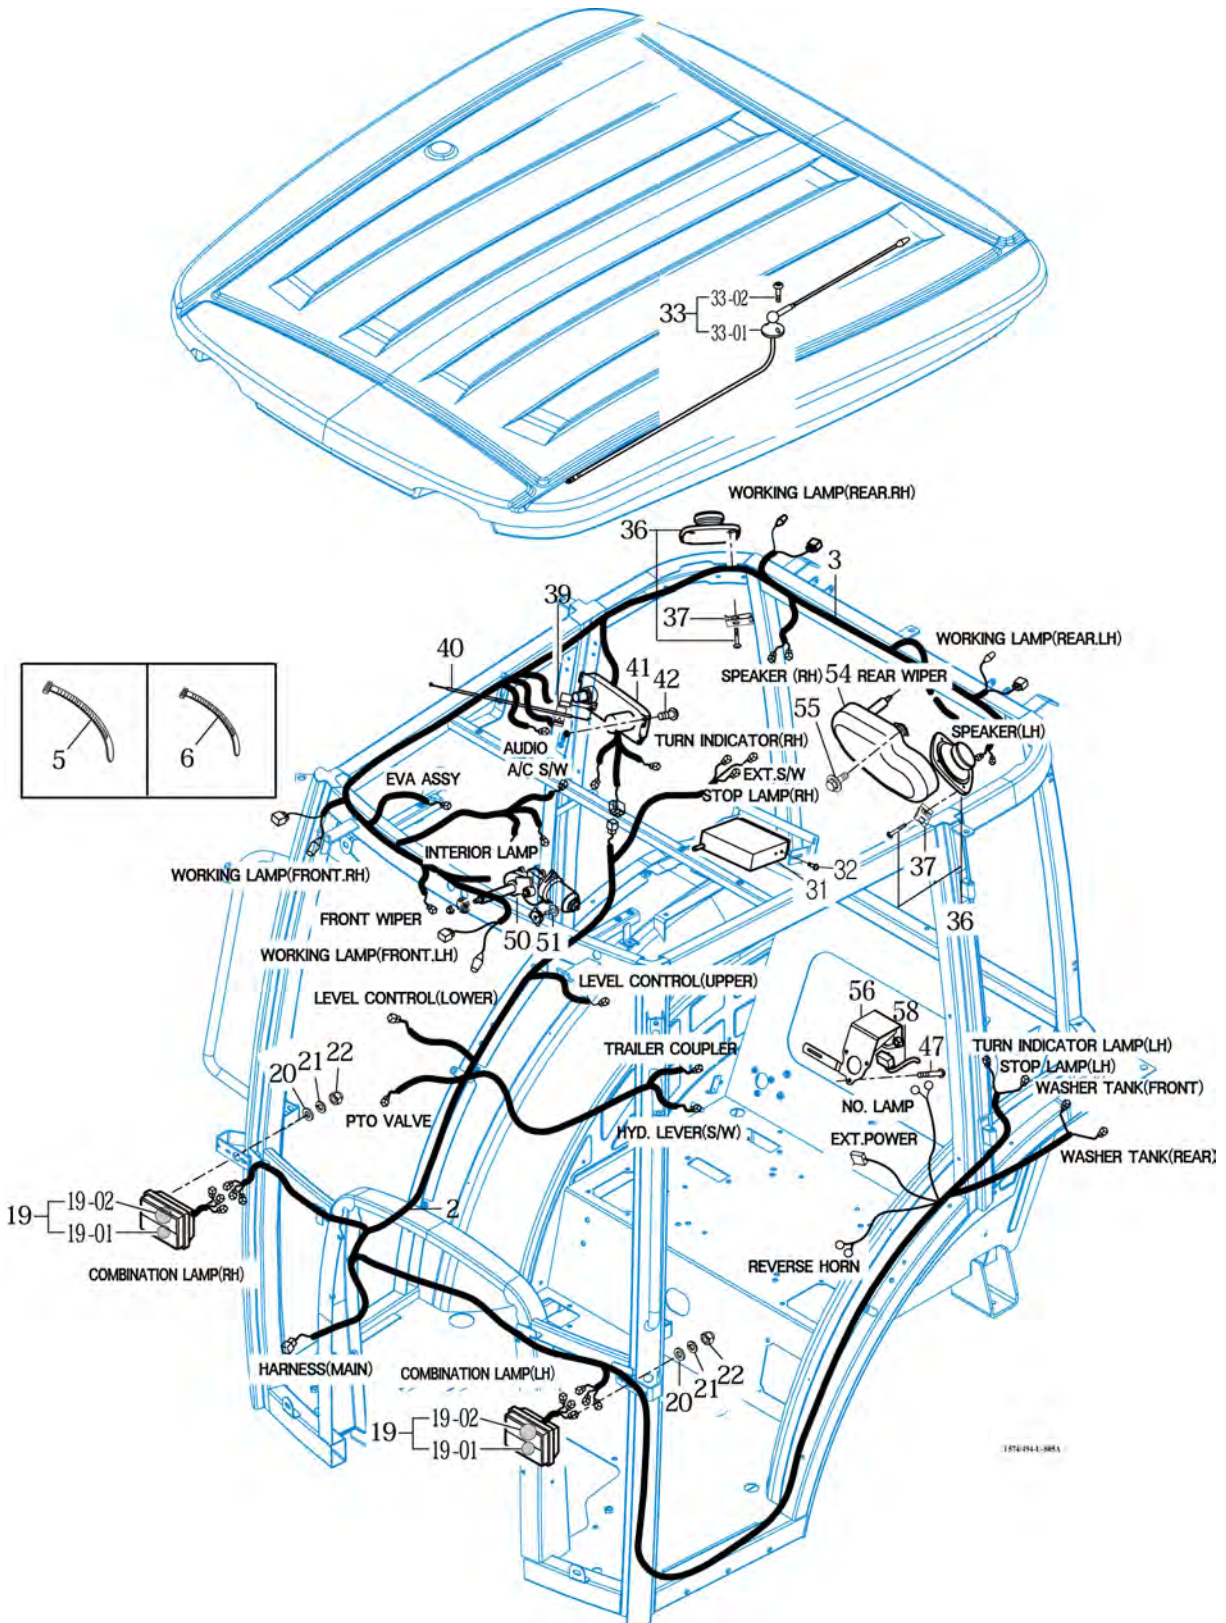 33
33-02
33-01
WORKING LAMP(REAR.RH)
36
3
39
37
WORKING LAMP(REAR.LH)
40
41
42
SPEAKER (RH)
54
REAR WIPER
55
SPEAKER(LH)
TURN INDICATOR(RH)
5
6
AUDIO
A/C S/W
EVA ASSY
EXT.S/W
STOP LAMP(RH)
INTERIOR LAMP
32
31
37
WORKING LAMP(FRONT.RH)
36
FRONT WIPER
50
51
WORKING LAMP(FRONT.LH)
LEVEL CONTROL(UPPER)
LEVEL CONTROL(LOWER)
56
58
47
TURN INDICATOR LAMP(LH)
STOP LAMP(LH)
WASHER TANK(FRONT)
TRAILER COUPLER
20
21
22
NO. LAMP
PTO VALVE
HYD. LEVER(S/W)
EXT.POWER
WASHER TANK(REAR)
19
19-02
19-01
2
COMBINATION LAMP(RH)
REVERSE HORN
HARNESS(MAIN)
COMBINATION LAMP(LH)
20
21
22
19
19-02
19-01